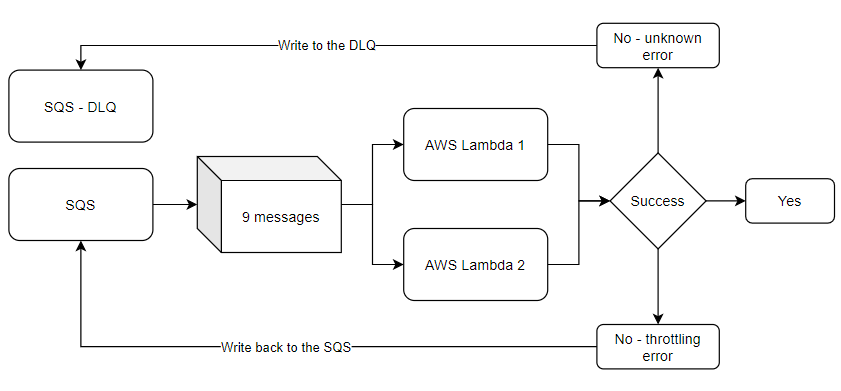 Write to the DLQ
No - unknown
error
SQS - DLQ
AWS Lambda 1
SQS
9 messages
Success
Yes
AWS Lambda 2
Write back to the SQS
No - throttling
error